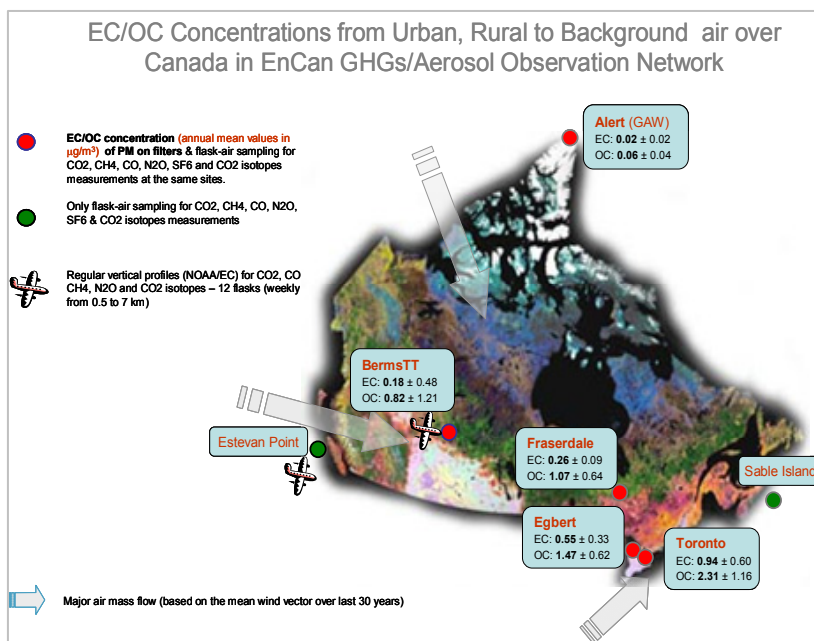 EC/OC Concentrations from Urban, Rural to Background air over
Canada in EnCan GHGs/Aerosol Observation Network
EC/OC concentration (annual mean values in
µg/m³) of PM on filters & flask-air sampling for
CO2, CH4, CO, N2O, SF6 and CO2 isotopes
measurements at the same sites.
Only flask-air sampling for CO2, CH4, CO, N2O,
SF6 & CO2 isotopes measurements
Regular vertical profiles (NOAA/EC) for CO2, CO
CH4, N2O and CO2 isotopes – 12 flasks (weekly
from 0.5 to 7 km)
Alert (GAW)
EC: 0.02 ± 0.02
OC: 0.06 ± 0.04
BermsTT
EC: 0.18 ± 0.48
OC: 0.82 ± 1.21
Estevan Point
Fraserdale
EC: 0.26 ± 0.09
OC: 1.07 ± 0.64
Sable Island
Egbert
EC: 0.55 ± 0.33
OC: 1.47 ± 0.62
Toronto
EC: 0.94 ± 0.60
OC: 2.31 ± 1.16
Major air mass flow (based on the mean wind vector over last 30 years)